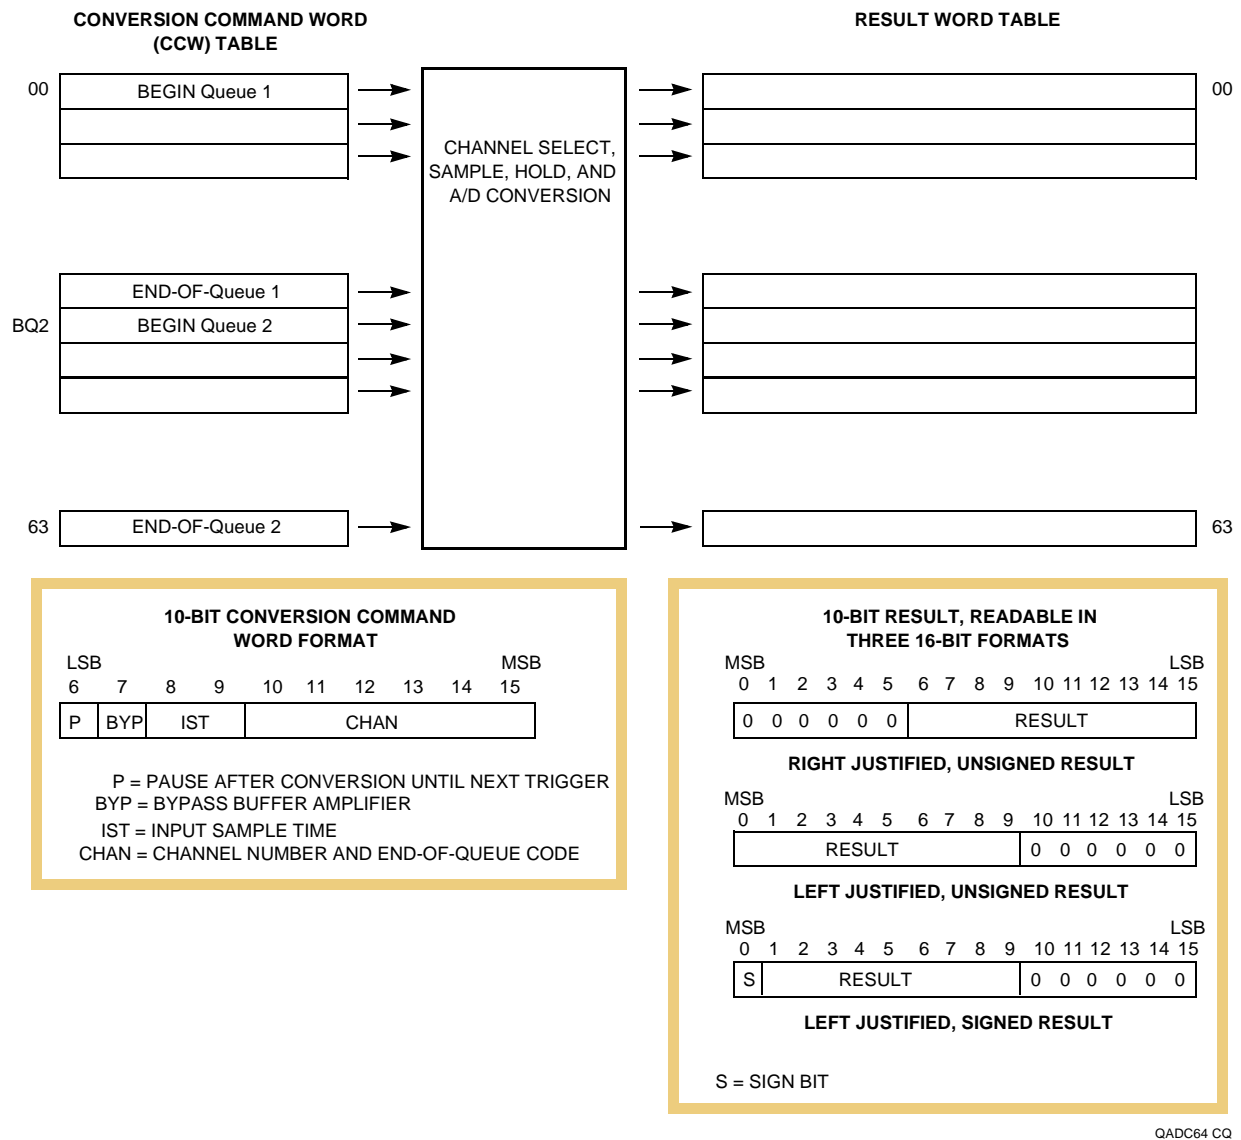 CONVERSION COMMAND WORD
(CCW) TABLE
RESULT WORD TABLE
00
BEGIN Queue 1
00
CHANNEL SELECT,
SAMPLE, HOLD, AND
A/D CONVERSION
END-OF-Queue 1
BQ2
BEGIN Queue 2
63
END-OF-Queue 2
63
10-BIT CONVERSION COMMAND
WORD FORMAT
LSB MSB
6 7 8 9 10 11 12 13 14 15
P BYP IST CHAN
P = PAUSE AFTER CONVERSION UNTIL NEXT TRIGGER
BYP = BYPASS BUFFER AMPLIFIER
IST = INPUT SAMPLE TIME
CHAN = CHANNEL NUMBER AND END-OF-QUEUE CODE
10-BIT RESULT, READABLE IN
THREE 16-BIT FORMATS
MSB LSB
0 1 2 3 4 5 6 7 8 9 10 11 12 13 14 15
0 0 0 0 0 0 RESULT
RIGHT JUSTIFIED, UNSIGNED RESULT
MSB LSB
0 1 2 3 4 5 6 7 8 9 10 11 12 13 14 15
RESULT 0 0 0 0 0 0
LEFT JUSTIFIED, UNSIGNED RESULT
MSB LSB
0 1 2 3 4 5 6 7 8 9 10 11 12 13 14 15
S RESULT 0 0 0 0 0 0
LEFT JUSTIFIED, SIGNED RESULT
S = SIGN BIT
QADC64 CQ